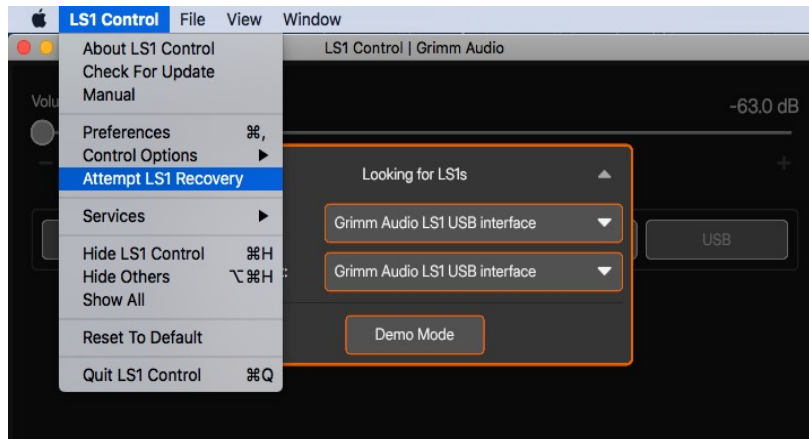 LS1 Control File View Window
LS1 Control | Grimm Audio
About LS1 Control
Check For Update
Manual
Volu
-63.0 dB
Preferences ⌘,
Control Options ▶
Attempt LS1 Recovery
Looking for LS1s
Services ▶
Grimm Audio LS1 USB interface
USB
Hide LS1 Control ⌘H
Hide Others ⌥⌘H
Grimm Audio LS1 USB interface
Show All
Reset To Default
Demo Mode
Quit LS1 Control ⌘Q